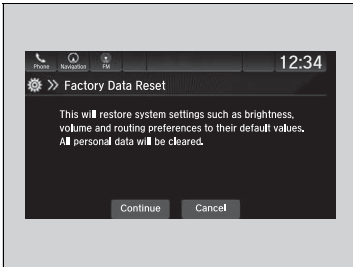 Phone Navigation FM 12:34
Factory Data Reset
This will restore system settings such as brightness,
volume and routing preferences to their default values.
All personal data will be cleared.
Continue Cancel